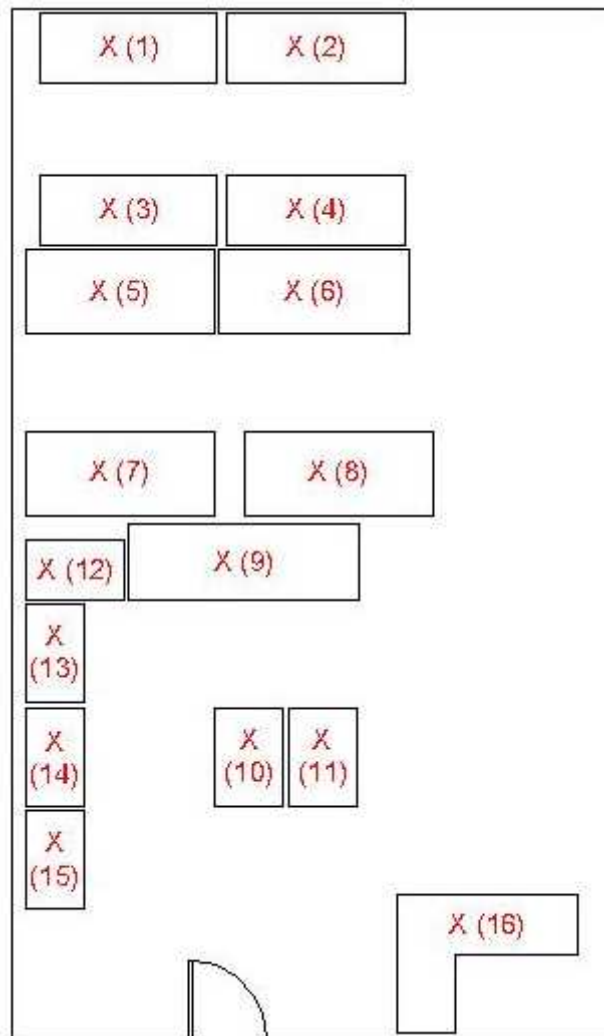 X (1)
X (2)
X (3)
X (4)
X (5)
X (6)
X (7)
X (8)
X (9)
X (12)
X
(13)
X
(10)
X
(11)
X
(14)
X
(15)
X (16)